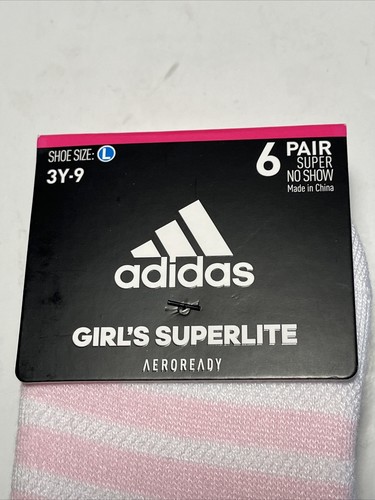 SHOE SIZE: L
3Y-9
6 PAIR
SUPER
NO SHOW
Made in China
adidas
GIRL'S SUPERLITE
AEROREADY